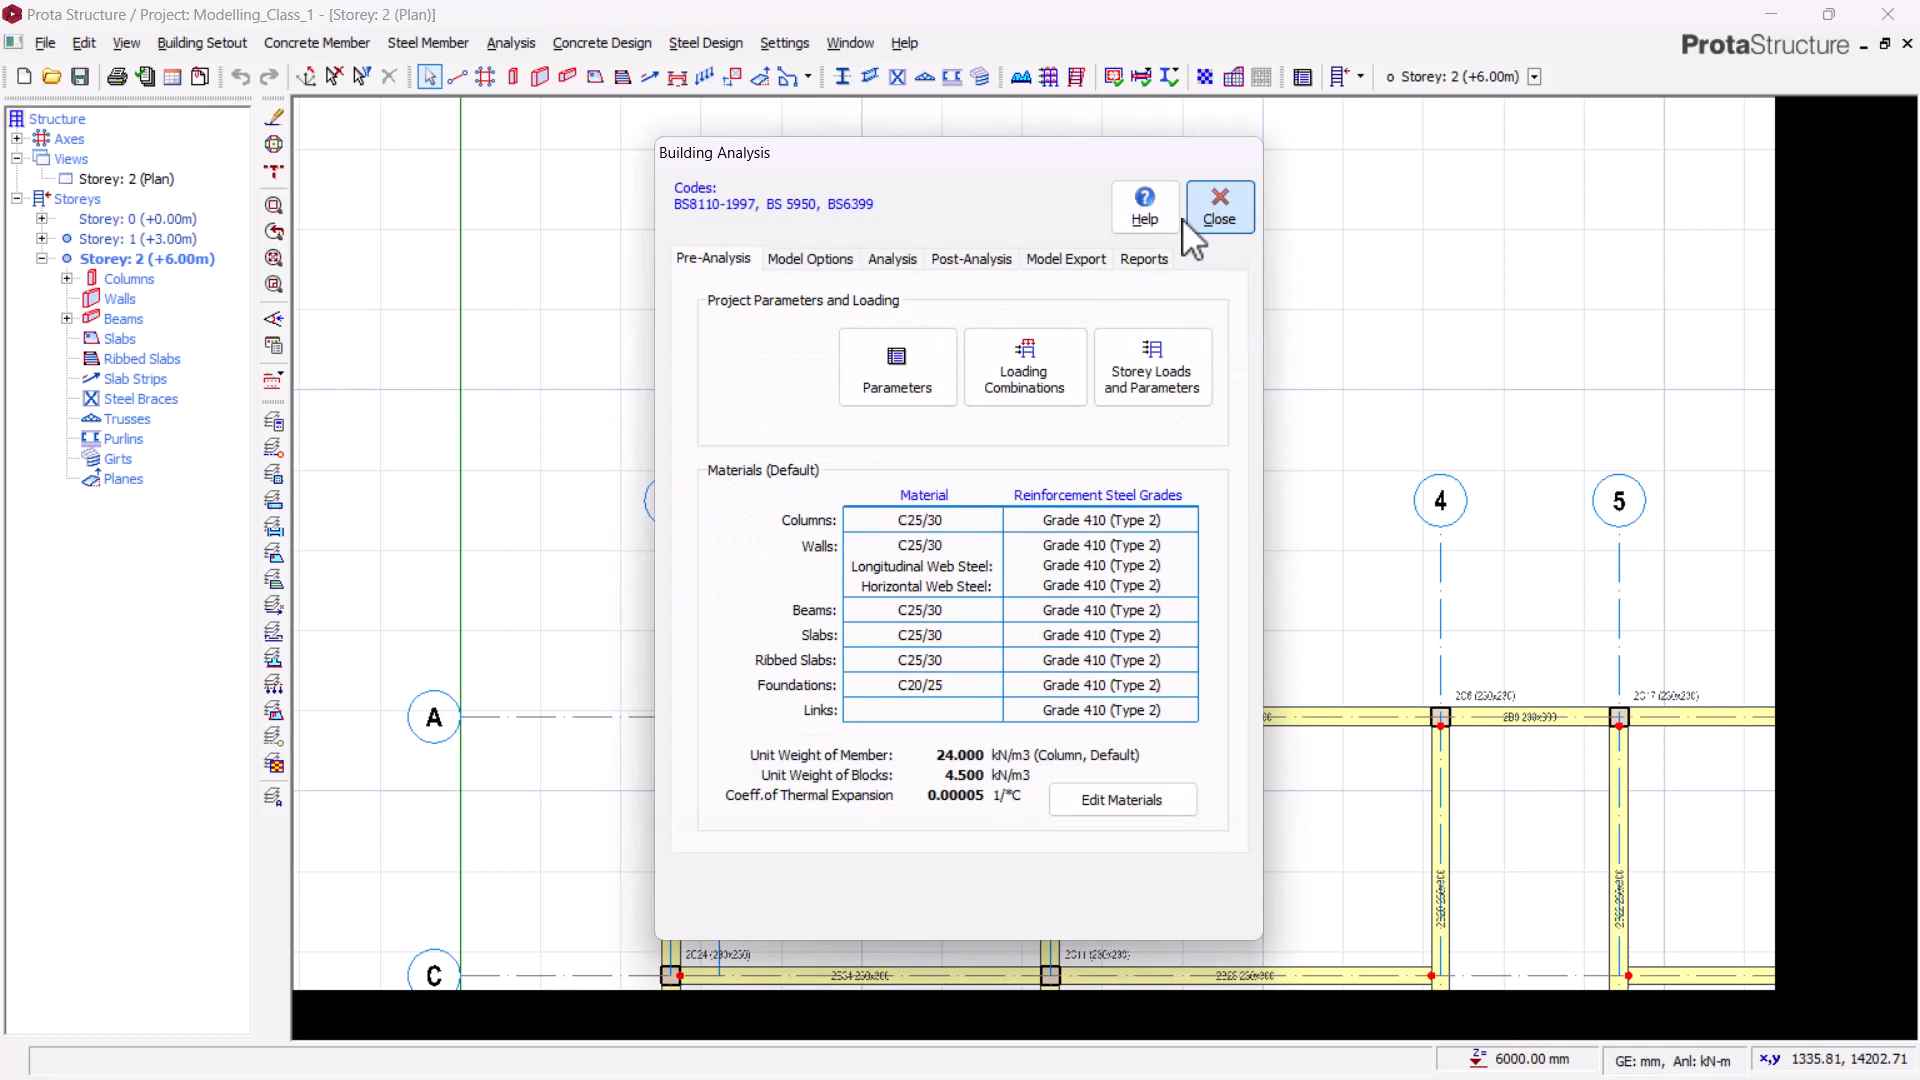 Prota Structure / Project: Modelling_Class_1 - [Storey: 2 (Plan)]
File Edit View Building Setout Concrete Member Steel Member Analysis Concrete Design Steel Design Settings Window Help
ProtaStructure
Storey: 2 (+6.00m)
Structure
Axes
Views
Storey: 2 (Plan)
Storeys
Storey: 0 (+0.00m)
Storey: 1 (+3.00m)
Storey: 2 (+6.00m)
Columns
Walls
Beams
Slabs
Ribbed Slabs
Slab Strips
Steel Braces
Trusses
Purlins
Girts
Planes
Building Analysis
Codes:
BS8110-1997, BS 5950, BS6399
Help
Close
Pre-Analysis Model Options Analysis Post-Analysis Model Export Reports
Project Parameters and Loading
Parameters
Loading
Combinations
Storey Loads
and Parameters
Materials (Default)
Material Reinforcement Steel Grades
Columns: C25/30 Grade 410 (Type 2)
Walls: C25/30 Grade 410 (Type 2)
Longitudinal Web Steel: Grade 410 (Type 2)
Horizontal Web Steel: Grade 410 (Type 2)
Beams: C25/30 Grade 410 (Type 2)
Slabs: C25/30 Grade 410 (Type 2)
Ribbed Slabs: C25/30 Grade 410 (Type 2)
Foundations: C20/25 Grade 410 (Type 2)
Links: Grade 410 (Type 2)
Unit Weight of Member: 24.000 kN/m3 (Column, Default)
Unit Weight of Blocks: 4.500 kN/m3
Coeff.of Thermal Expansion 0.00005 1/°C
Edit Materials
4
5
A
C
6000.00 mm
GE: mm, Anl: kN-m
x,y 1335.81, 14202.71